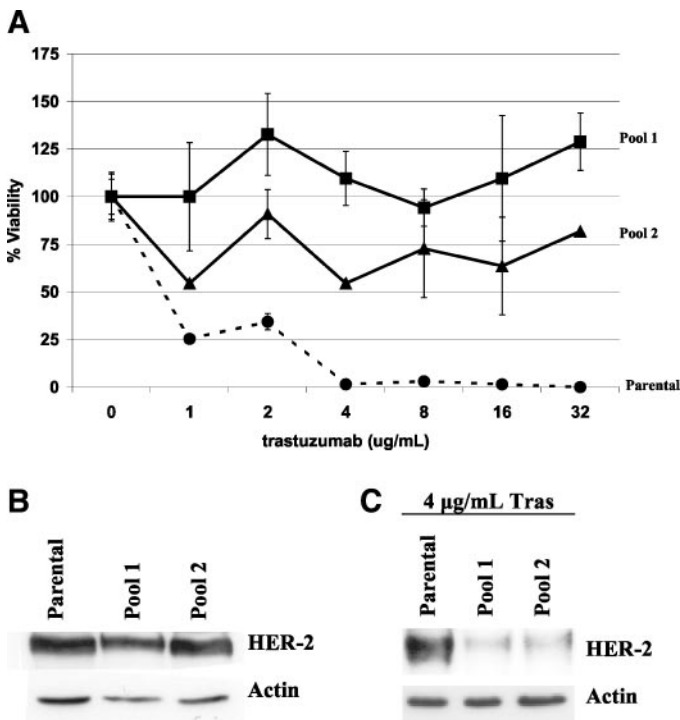 A
175
150
125
100
75
50
25
0
% Viability
Pool 1
Pool 2
Parental
0 1 2 4 8 16 32
trastuzumab (ug/mL)
B
Parental
Pool 1
Pool 2
HER-2
Actin
C
4 µg/mL Tras
Parental
Pool 1
Pool 2
HER-2
Actin